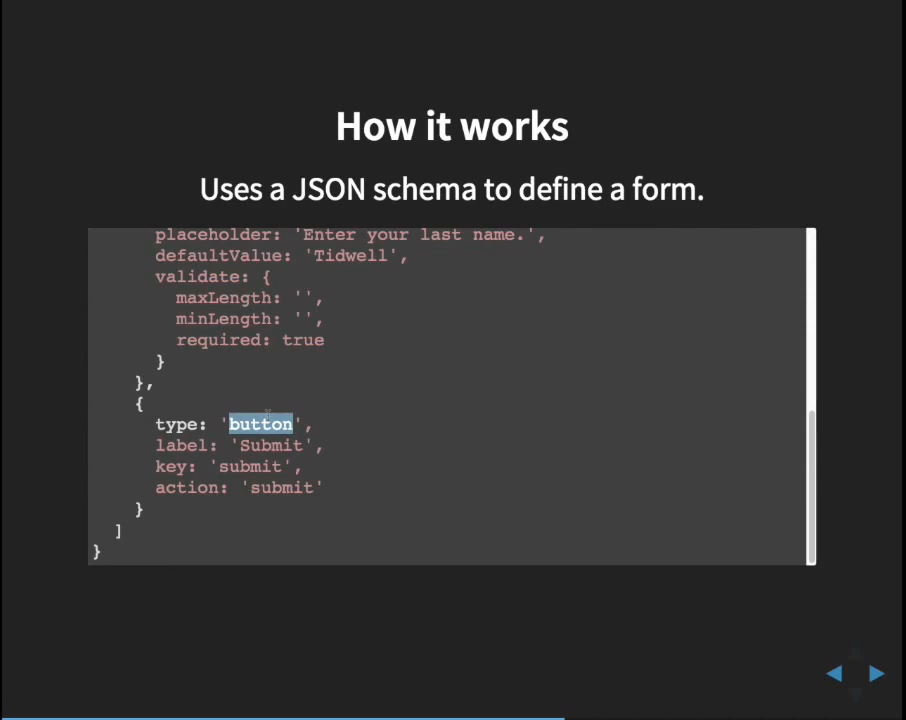 How it works
Uses a JSON schema to define a form.
placeholder: 'Enter your last name.',
defaultValue: 'Tidwell',
validate: {
maxLength: '',
minLength: '',
required: true
}
},
{
type: 'button',
label: 'Submit',
key: 'submit',
action: 'submit'
}
]
}